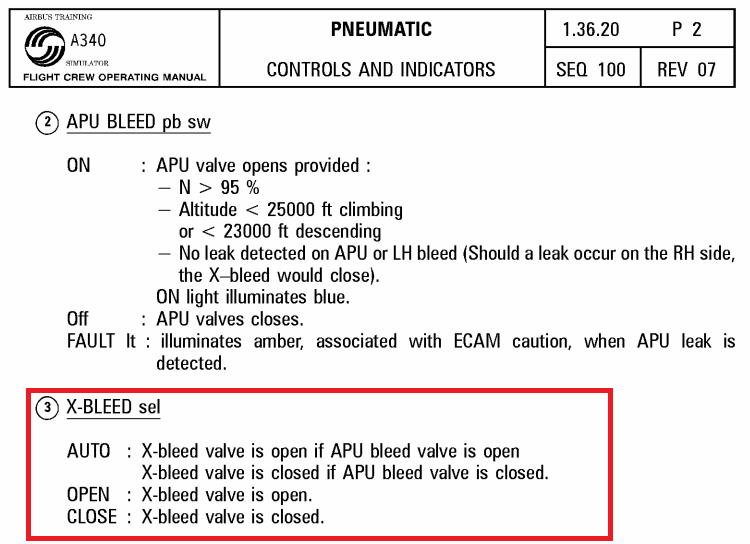 AIRBUS TRAINING
A340
SIMULATOR
FLIGHT CREW OPERATING MANUAL
PNEUMATIC
CONTROLS AND INDICATORS
1.36.20 P 2
SEQ 100 REV 07
2 APU BLEED pb sw
ON : APU valve opens provided :
– N > 95 %
– Altitude < 25000 ft climbing
or < 23000 ft descending
– No leak detected on APU or LH bleed (Should a leak occur on the RH side,
the X–bleed would close).
ON light illuminates blue.
Off : APU valves closes.
FAULT lt : illuminates amber, associated with ECAM caution, when APU leak is
detected.
3 X-BLEED sel
AUTO : X-bleed valve is open if APU bleed valve is open
X-bleed valve is closed if APU bleed valve is closed.
OPEN : X-bleed valve is open.
CLOSE : X-bleed valve is closed.